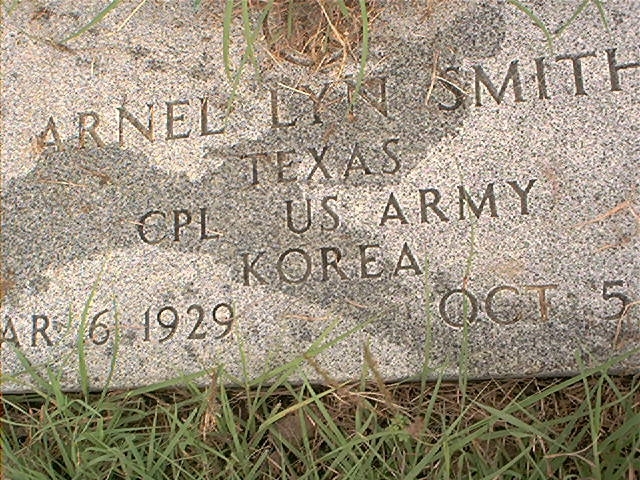 ARNEL LYN SMITH
TEXAS
CPL US ARMY
KOREA
AR 6 1929 OCT 5